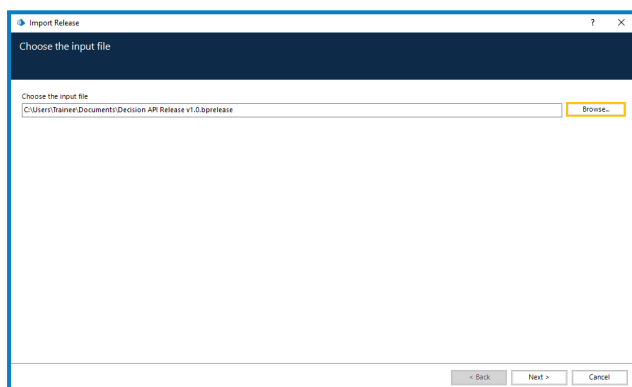 Import Release
Choose the input file
Choose the input file
C:\Users\Trainee\Documents\Decision API Release v1.0.bprelease
Browse...
< Back
Next >
Cancel